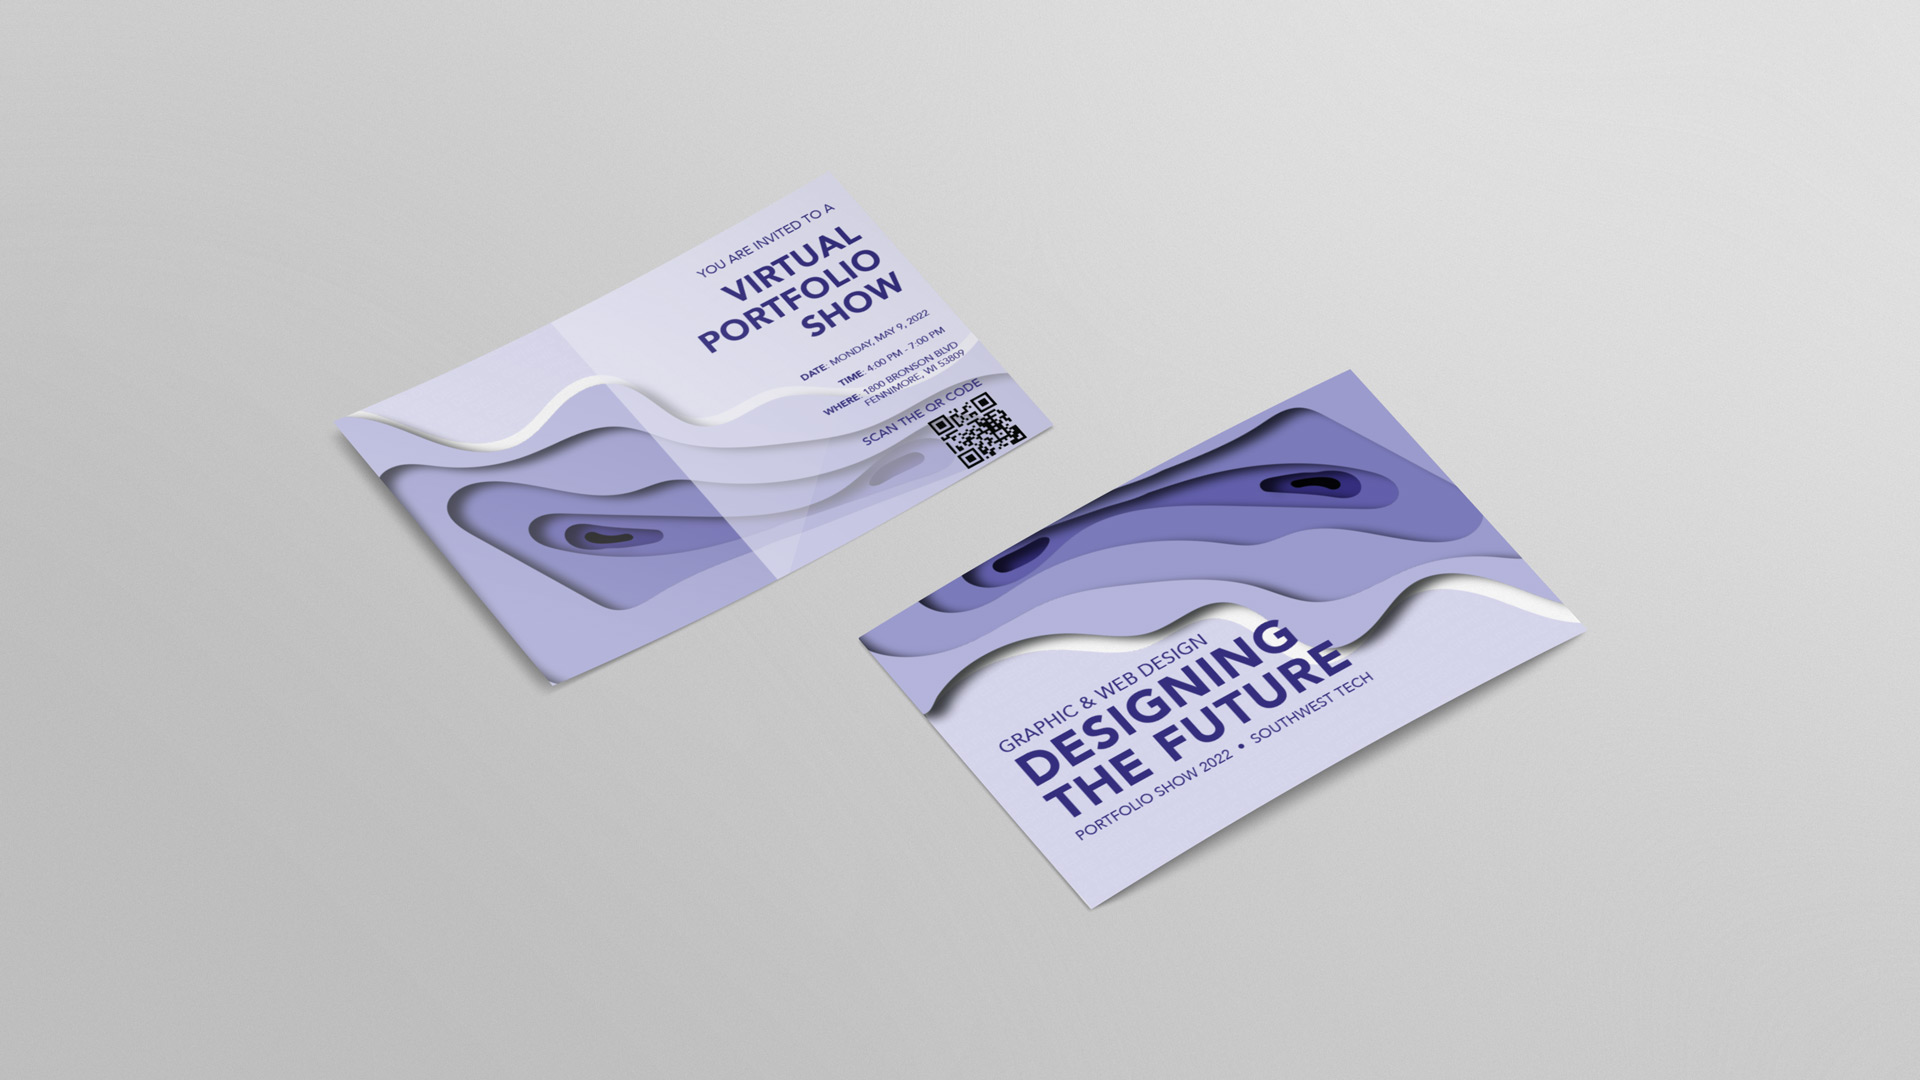 YOU ARE INVITED TO A
VIRTUAL
PORTFOLIO
SHOW
DATE: MONDAY, MAY 9, 2022
TIME: 4:00 PM - 7:00 PM
WHERE: 1800 BRONSON BLVD
FENNIMORE, WI 53809
SCAN THE QR CODE
GRAPHIC & WEB DESIGN
DESIGNING
THE FUTURE
PORTFOLIO SHOW 2022 • SOUTHWEST TECH